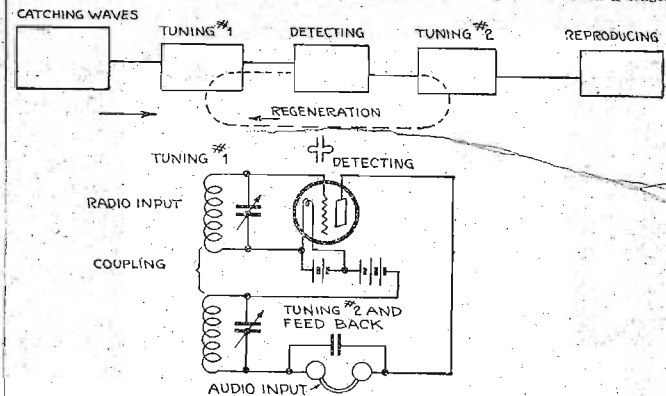 CATCHING WAVES
TUNING #1
DETECTING
TUNING #2
REPRODUCING
REGENERATION
TUNING #1
DETECTING
RADIO INPUT
COUPLING
TUNING #2 AND
FEED BACK
AUDIO INPUT